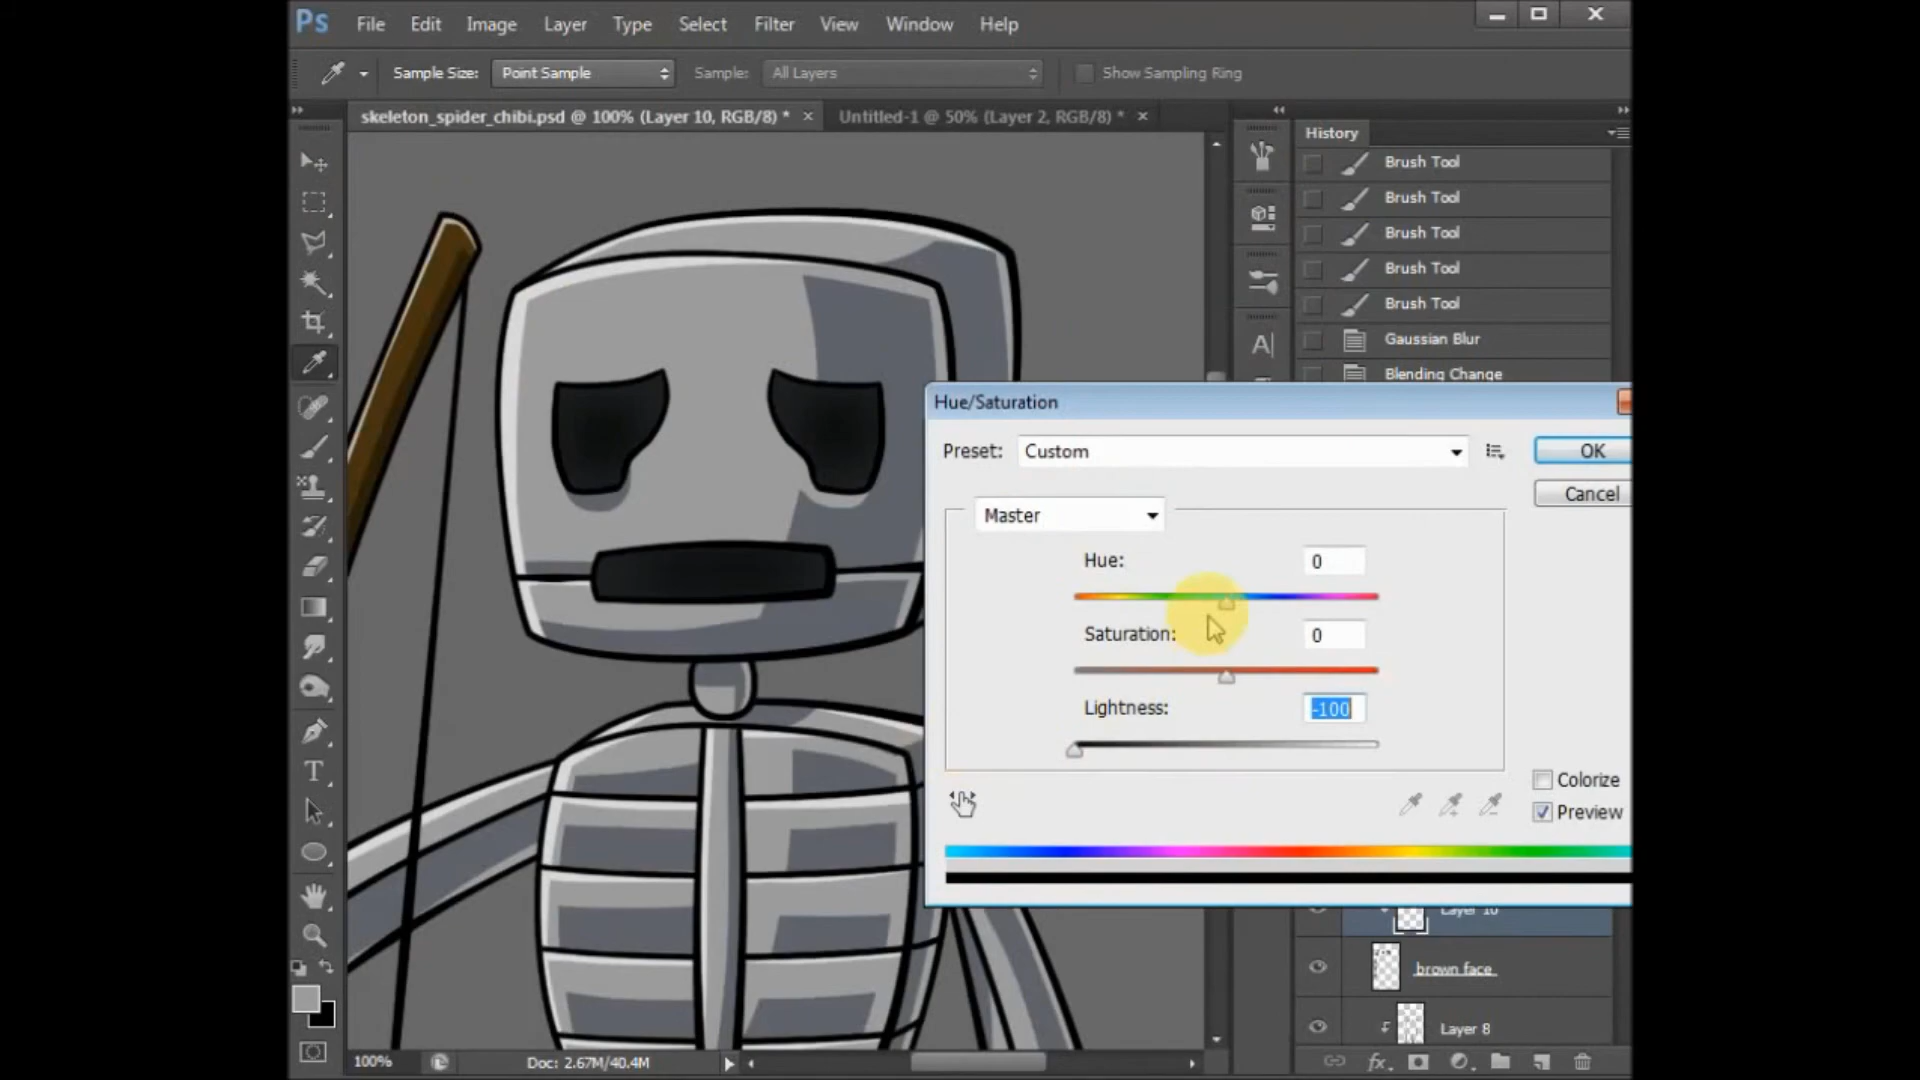 Ps File Edit Image Layer Type Select Filter View Window Help
Sample Size: Point Sample Sample: All Layers Show Sampling Ring
skeleton_spider_chibi.psd @ 100% (Layer 10, RGB/8) * × Untitled-1 @ 50% (Layer 2, RGB/8) * ×
History
Brush Tool
Brush Tool
Brush Tool
Brush Tool
Brush Tool
Gaussian Blur
Blending Change
Hue/Saturation
Preset: Custom
OK
Cancel
Master
Hue: 0
Saturation: 0
Lightness: -100
Colorize
Preview
Layer 10
brown face
Layer 8
100% Doc: 2.67M/40.4M